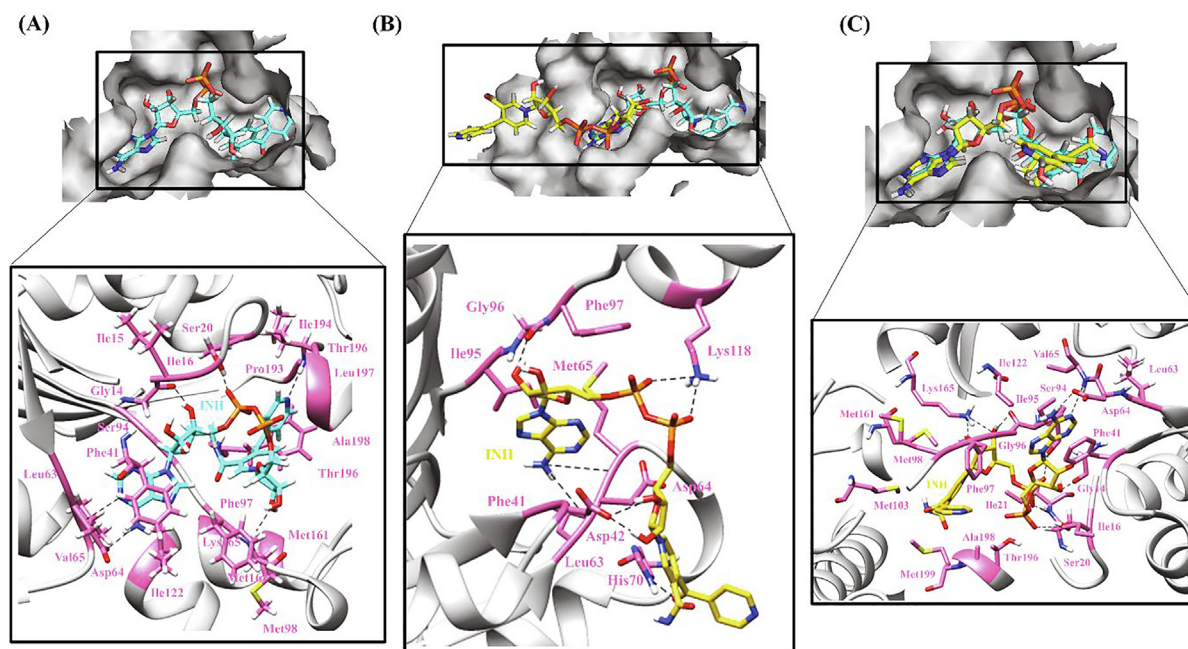 (A)
(B)
(C)
Ser20
Ile194
Ile15
Thr196
Ile16
Pro193
Leu197
Gly14
INH
Ser94
Phe41
Ala198
Leu63
Thr196
Phe97
Lys165
Met161
Val65
Asp64
Ile122
Met98
Gly96
Phe97
Ile95
Met65
Lys118
INH
Phe41
Asp64
Asp42
Leu63
His70
Val65
Ile122
Leu63
Lys165
Ser94
Ile95
Asp64
Met161
Phe41
Gly96
Met98
INH
Phe97
Gly14
Met103
Ile21
Ile16
Ala198
Thr196
Ser20
Met199